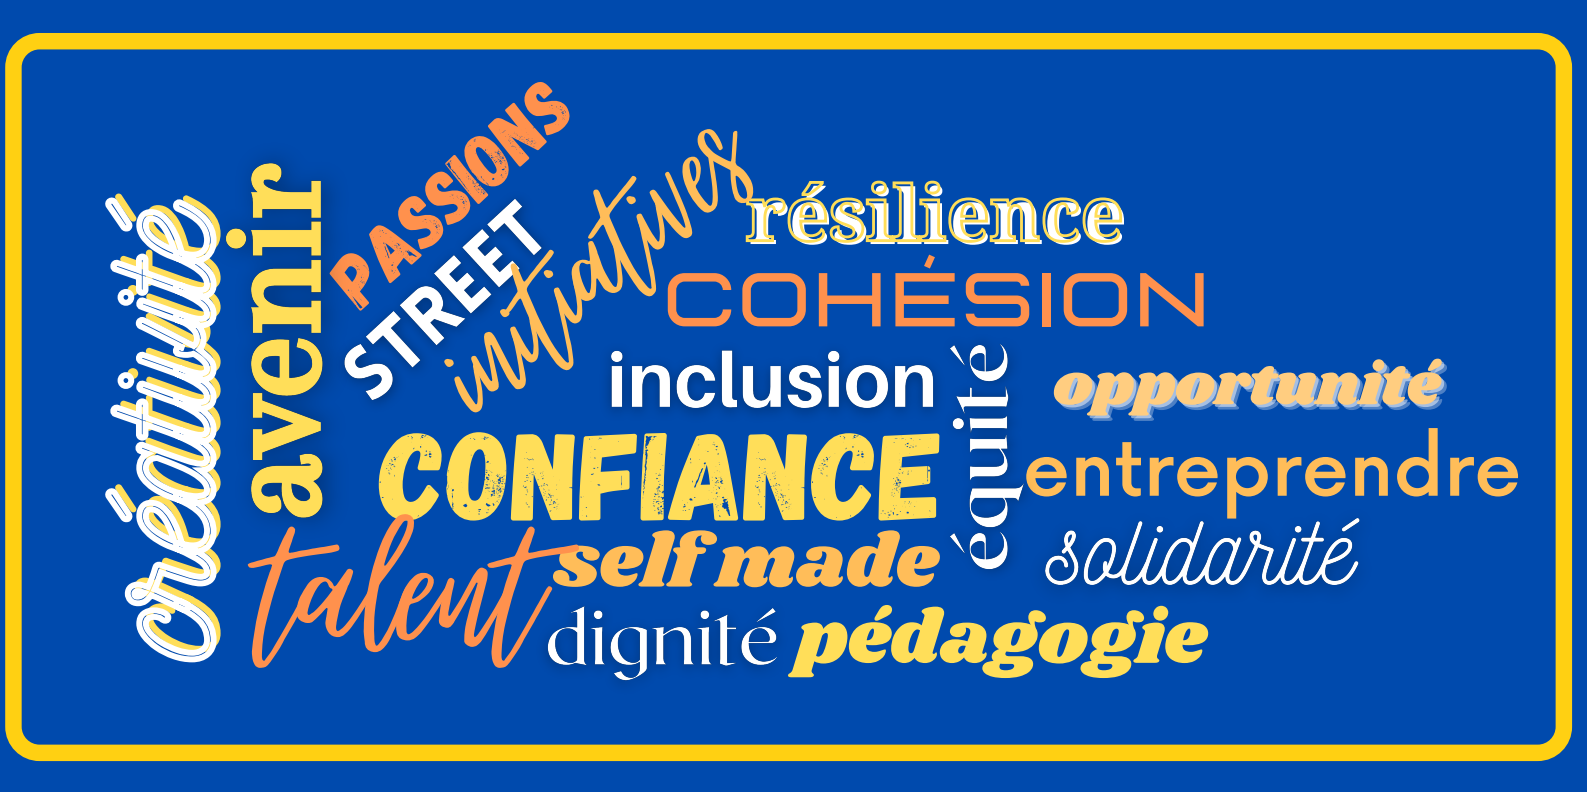 créativité
avenir
PASSIONS
STREET
initiatives
résilience
COHÉSION
inclusion
équité
opportunité
CONFIANCE
entreprendre
talent
self made
solidarité
dignité
pédagogie